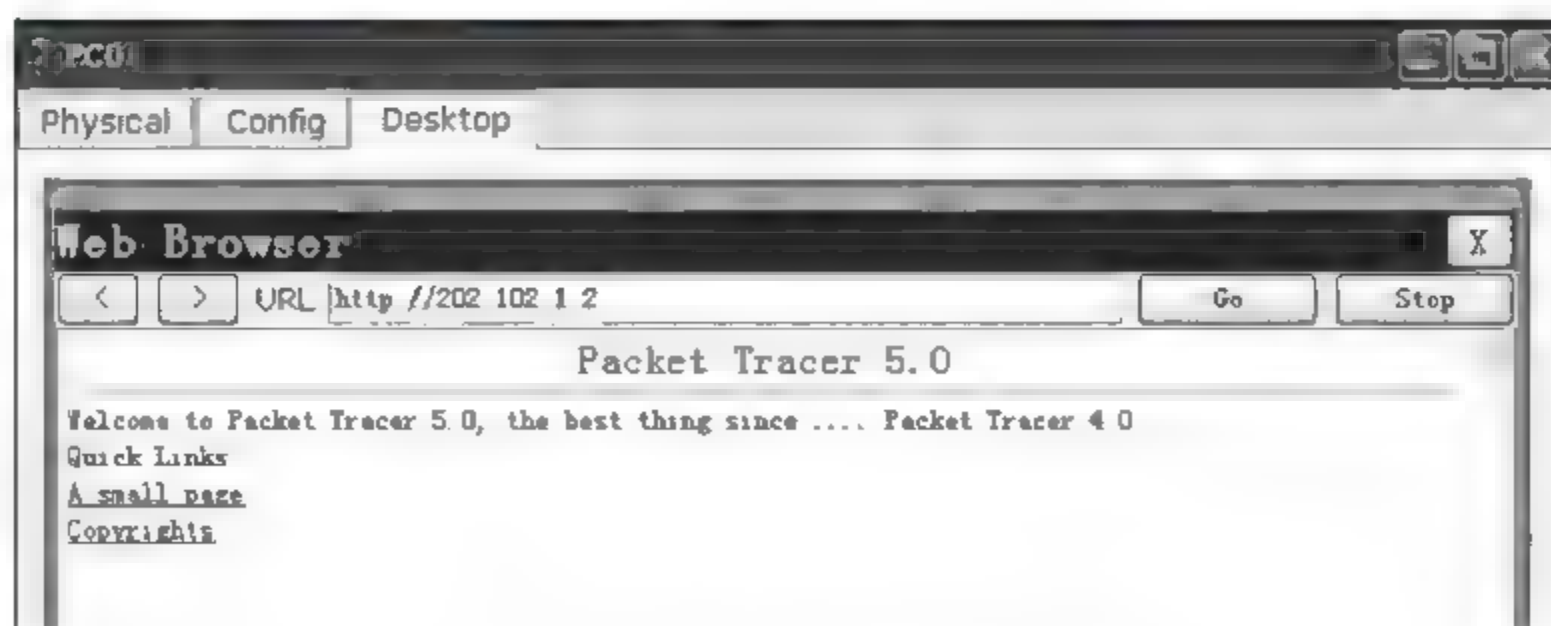 PC01
Physical Config Desktop
Web Browser X
< > URL http //202 102 1 2 Go Stop
Packet Tracer 5.0
Welcome to Packet Tracer 5.0, the best thing since .... Packet Tracer 4 0
Quick Links
A small page
Copyrights